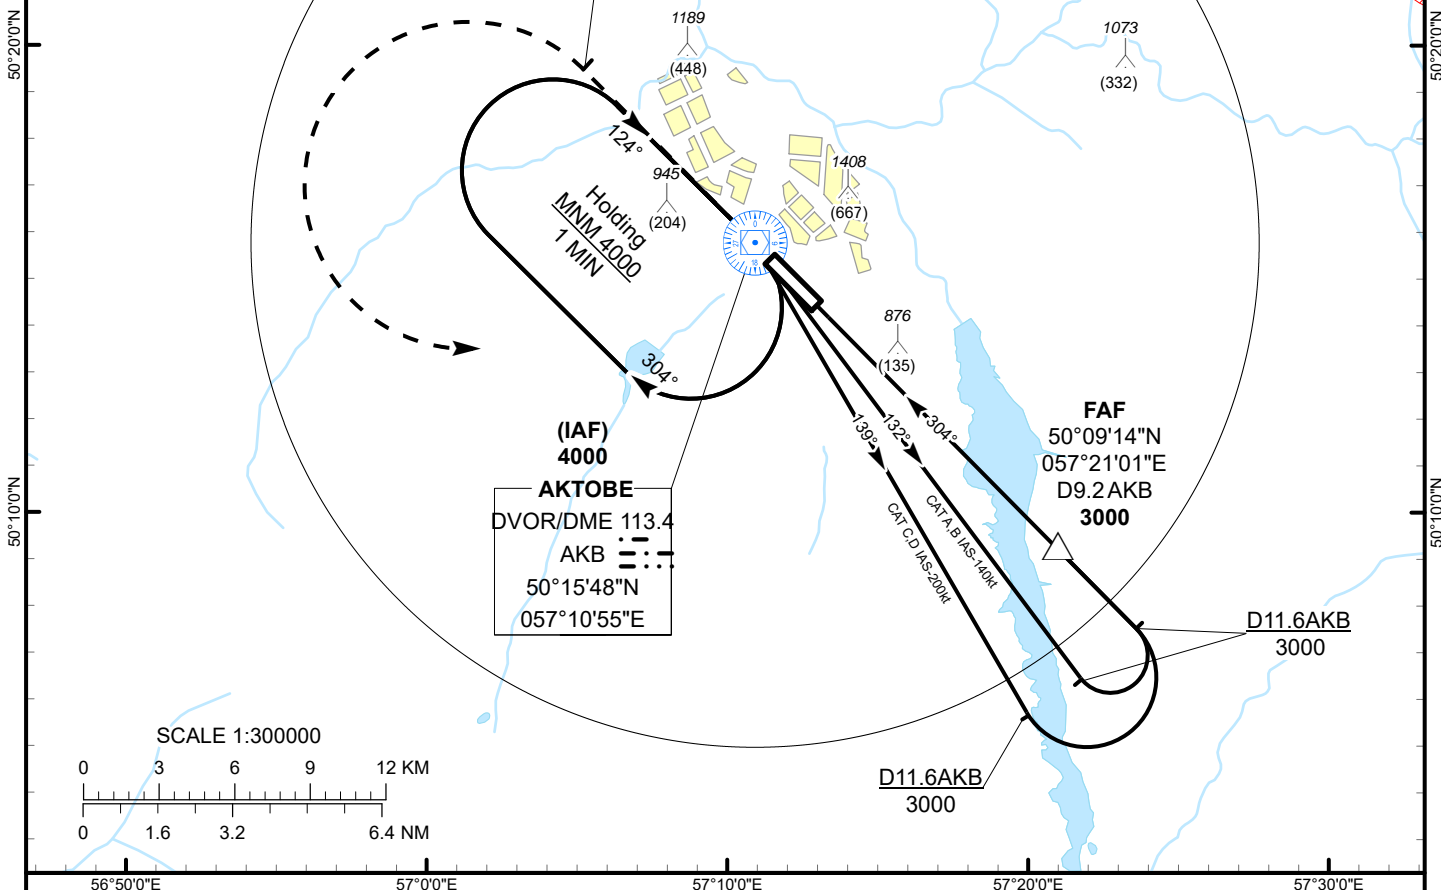 1189
(448)
1073
(332)
50°20'0"N
50°20'0"N
124°
945
(204)
1408
(667)
Holding
MNM 4000
1 MIN
876
(135)
304°
(IAF)
4000
AKTOBE
DVOR/DME 113.4
AKB
50°15'48"N
057°10'55"E
139°
132°
304°
CAT C,D IAS-200kt
CAT A,B IAS-140kt
FAF
50°09'14"N
057°21'01"E
D9.2 AKB
3000
50°10'0"N
50°10'0"N
D11.6AKB
3000
D11.6AKB
3000
SCALE 1:300000
0 3 6 9 12 KM
0 1.6 3.2 6.4 NM
56°50'0"E 57°0'0"E 57°10'0"E 57°20'0"E 57°30'0"E